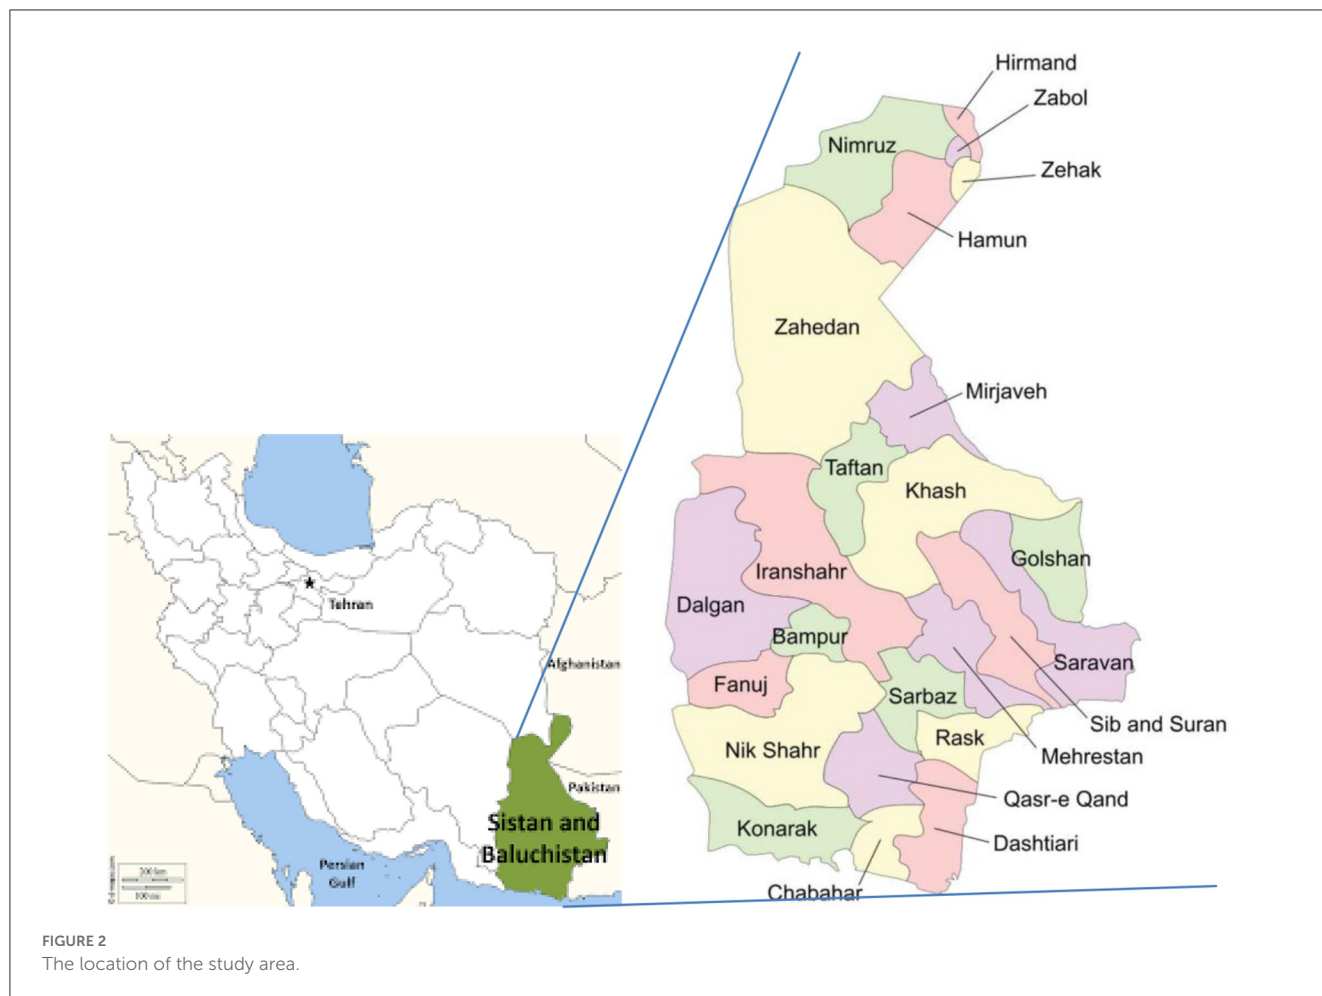 Hirmand
Zabol
Nimruz
Zehak
Hamun
Zahedan
Mirjaveh
Taftan
Khash
Golshan
Iranshahr
Dalgan
Bampur
Saravan
Fanuj
Sarbaz
Sib and Suran
Rask
Nik Shahr
Mehrestan
Qasr-e Qand
Konarak
Dashtiari
Chabahar
Tehran
Afghanistan
Pakistan
Sistan and
Baluchistan
Persian
Gulf
FIGURE 2
The location of the study area.